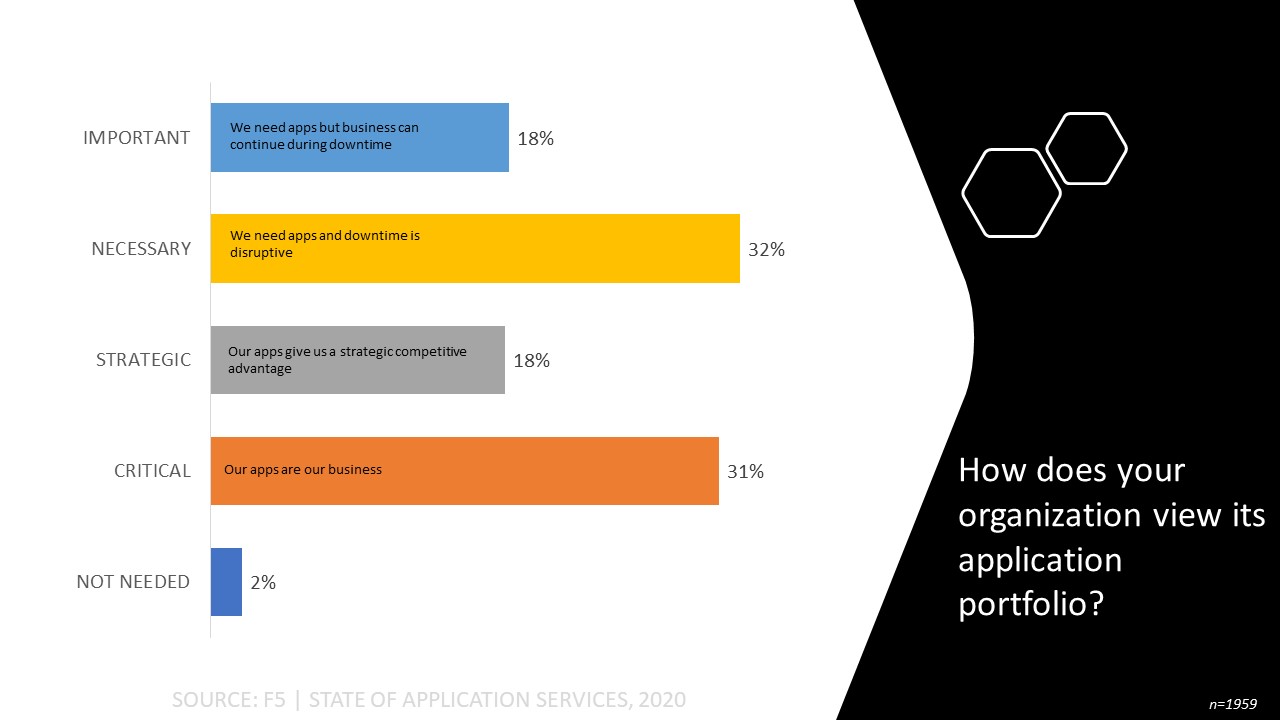 IMPORTANT
We need apps but business can
continue during downtime
18%
NECESSARY
We need apps and downtime is
disruptive
32%
STRATEGIC
Our apps give us a strategic competitive
advantage
18%
CRITICAL
Our apps are our business
31%
NOT NEEDED
2%
How does your
organization view its
application
portfolio?
SOURCE: F5 | STATE OF APPLICATION SERVICES, 2020
n=1959